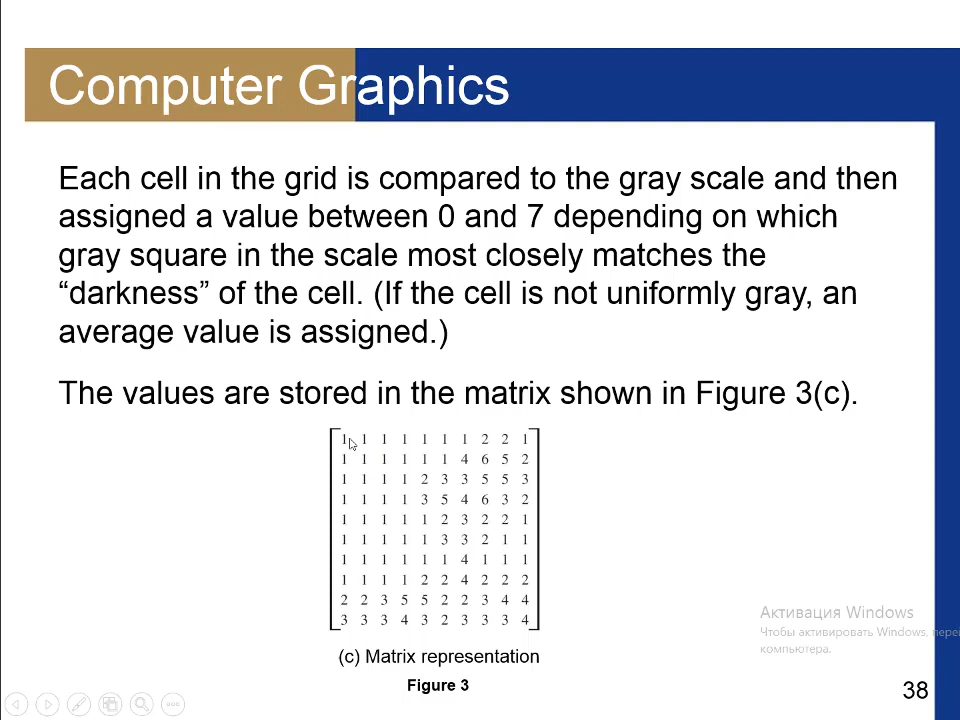 Computer Graphics
Each cell in the grid is compared to the gray scale and then
assigned a value between 0 and 7 depending on which
gray square in the scale most closely matches the
“darkness” of the cell. (If the cell is not uniformly gray, an
average value is assigned.)
The values are stored in the matrix shown in Figure 3(c).
1 1 1 1 1 1 1 2 2 1
1 1 1 1 1 1 4 6 5 2
1 1 1 1 2 3 3 5 5 3
1 1 1 1 3 5 4 6 3 2
1 1 1 1 1 2 3 2 2 1
1 1 1 1 1 3 3 2 1 1
1 1 1 1 1 1 4 1 1 1
1 1 1 1 2 2 4 2 2 2
2 2 3 5 5 2 2 3 4 4
3 3 3 4 3 2 3 3 3 4
(c) Matrix representation
Figure 3
Активация Windows
Чтобы активировать Windows, пере
компьютера.
38